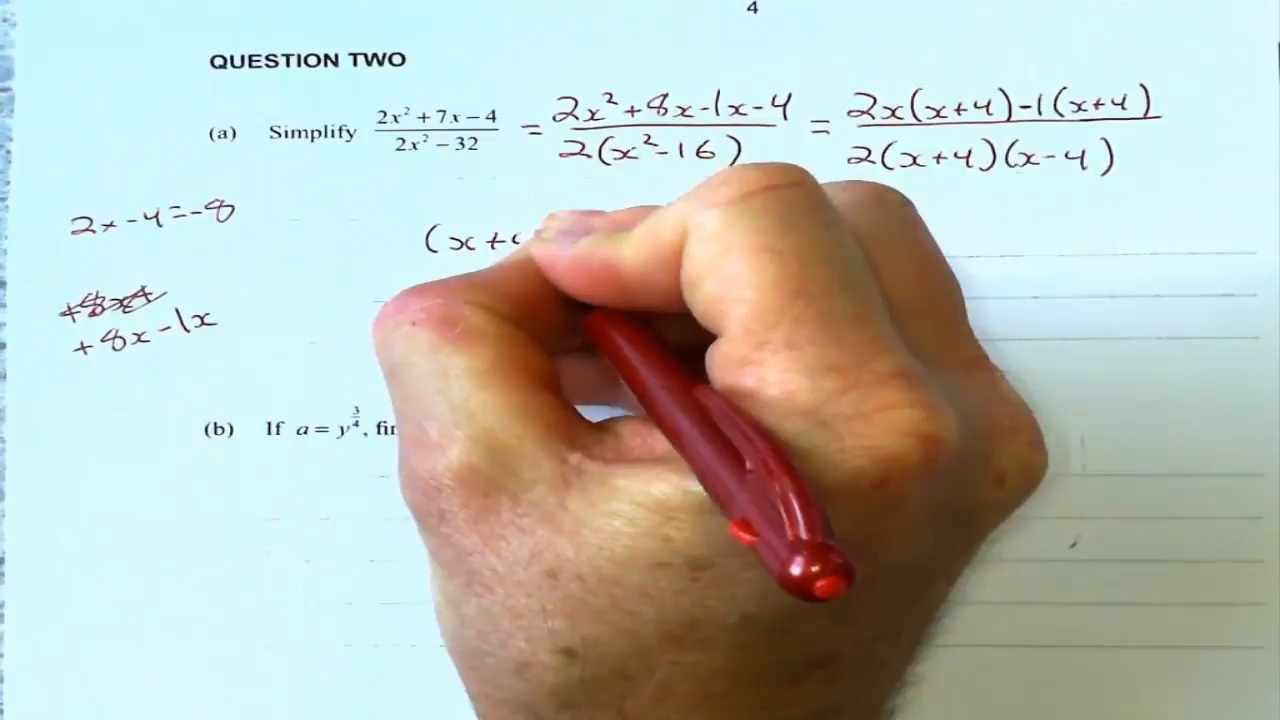 4
QUESTION TWO
(a) Simplify (2x² + 7x − 4)/(2x² − 32) = (2x² + 8x - 1x - 4)/(2(x² - 16)) = (2x(x+4) - 1(x+4))/(2(x+4)(x-4))
2x -4 = -8
(x +
+8x - 1x
(b) If a = y^(3/4),